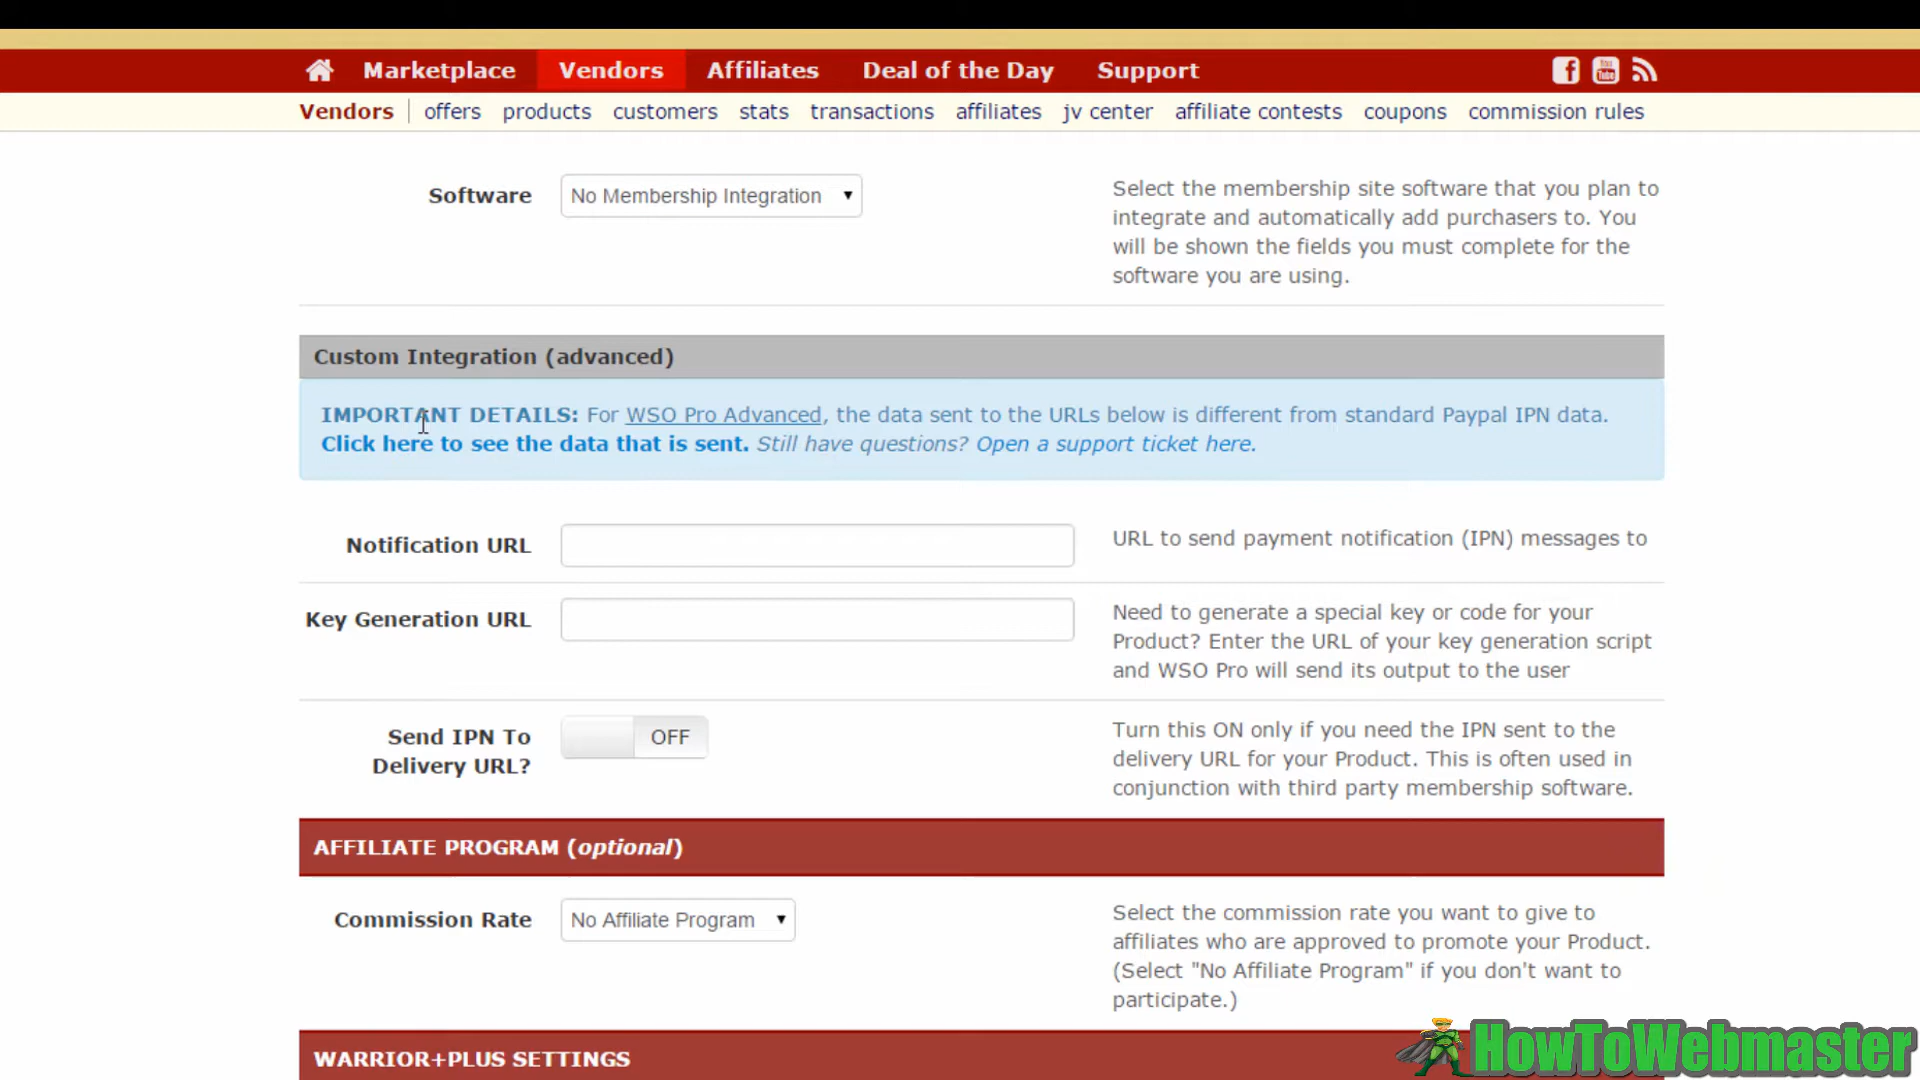 Marketplace Vendors Affiliates Deal of the Day Support
Vendors offers products customers stats transactions affiliates jv center affiliate contests coupons commission rules
Software No Membership Integration
Select the membership site software that you plan to
integrate and automatically add purchasers to. You
will be shown the fields you must complete for the
software you are using.
Custom Integration (advanced)
IMPORTANT DETAILS: For WSO Pro Advanced, the data sent to the URLs below is different from standard Paypal IPN data.
Click here to see the data that is sent. Still have questions? Open a support ticket here.
Notification URL
URL to send payment notification (IPN) messages to
Key Generation URL
Need to generate a special key or code for your
Product? Enter the URL of your key generation script
and WSO Pro will send its output to the user
Send IPN To
Delivery URL?
OFF
Turn this ON only if you need the IPN sent to the
delivery URL for your Product. This is often used in
conjunction with third party membership software.
AFFILIATE PROGRAM (optional)
Commission Rate No Affiliate Program
Select the commission rate you want to give to
affiliates who are approved to promote your Product.
(Select "No Affiliate Program" if you don't want to
participate.)
WARRIOR+PLUS SETTINGS
HowToWebmaster